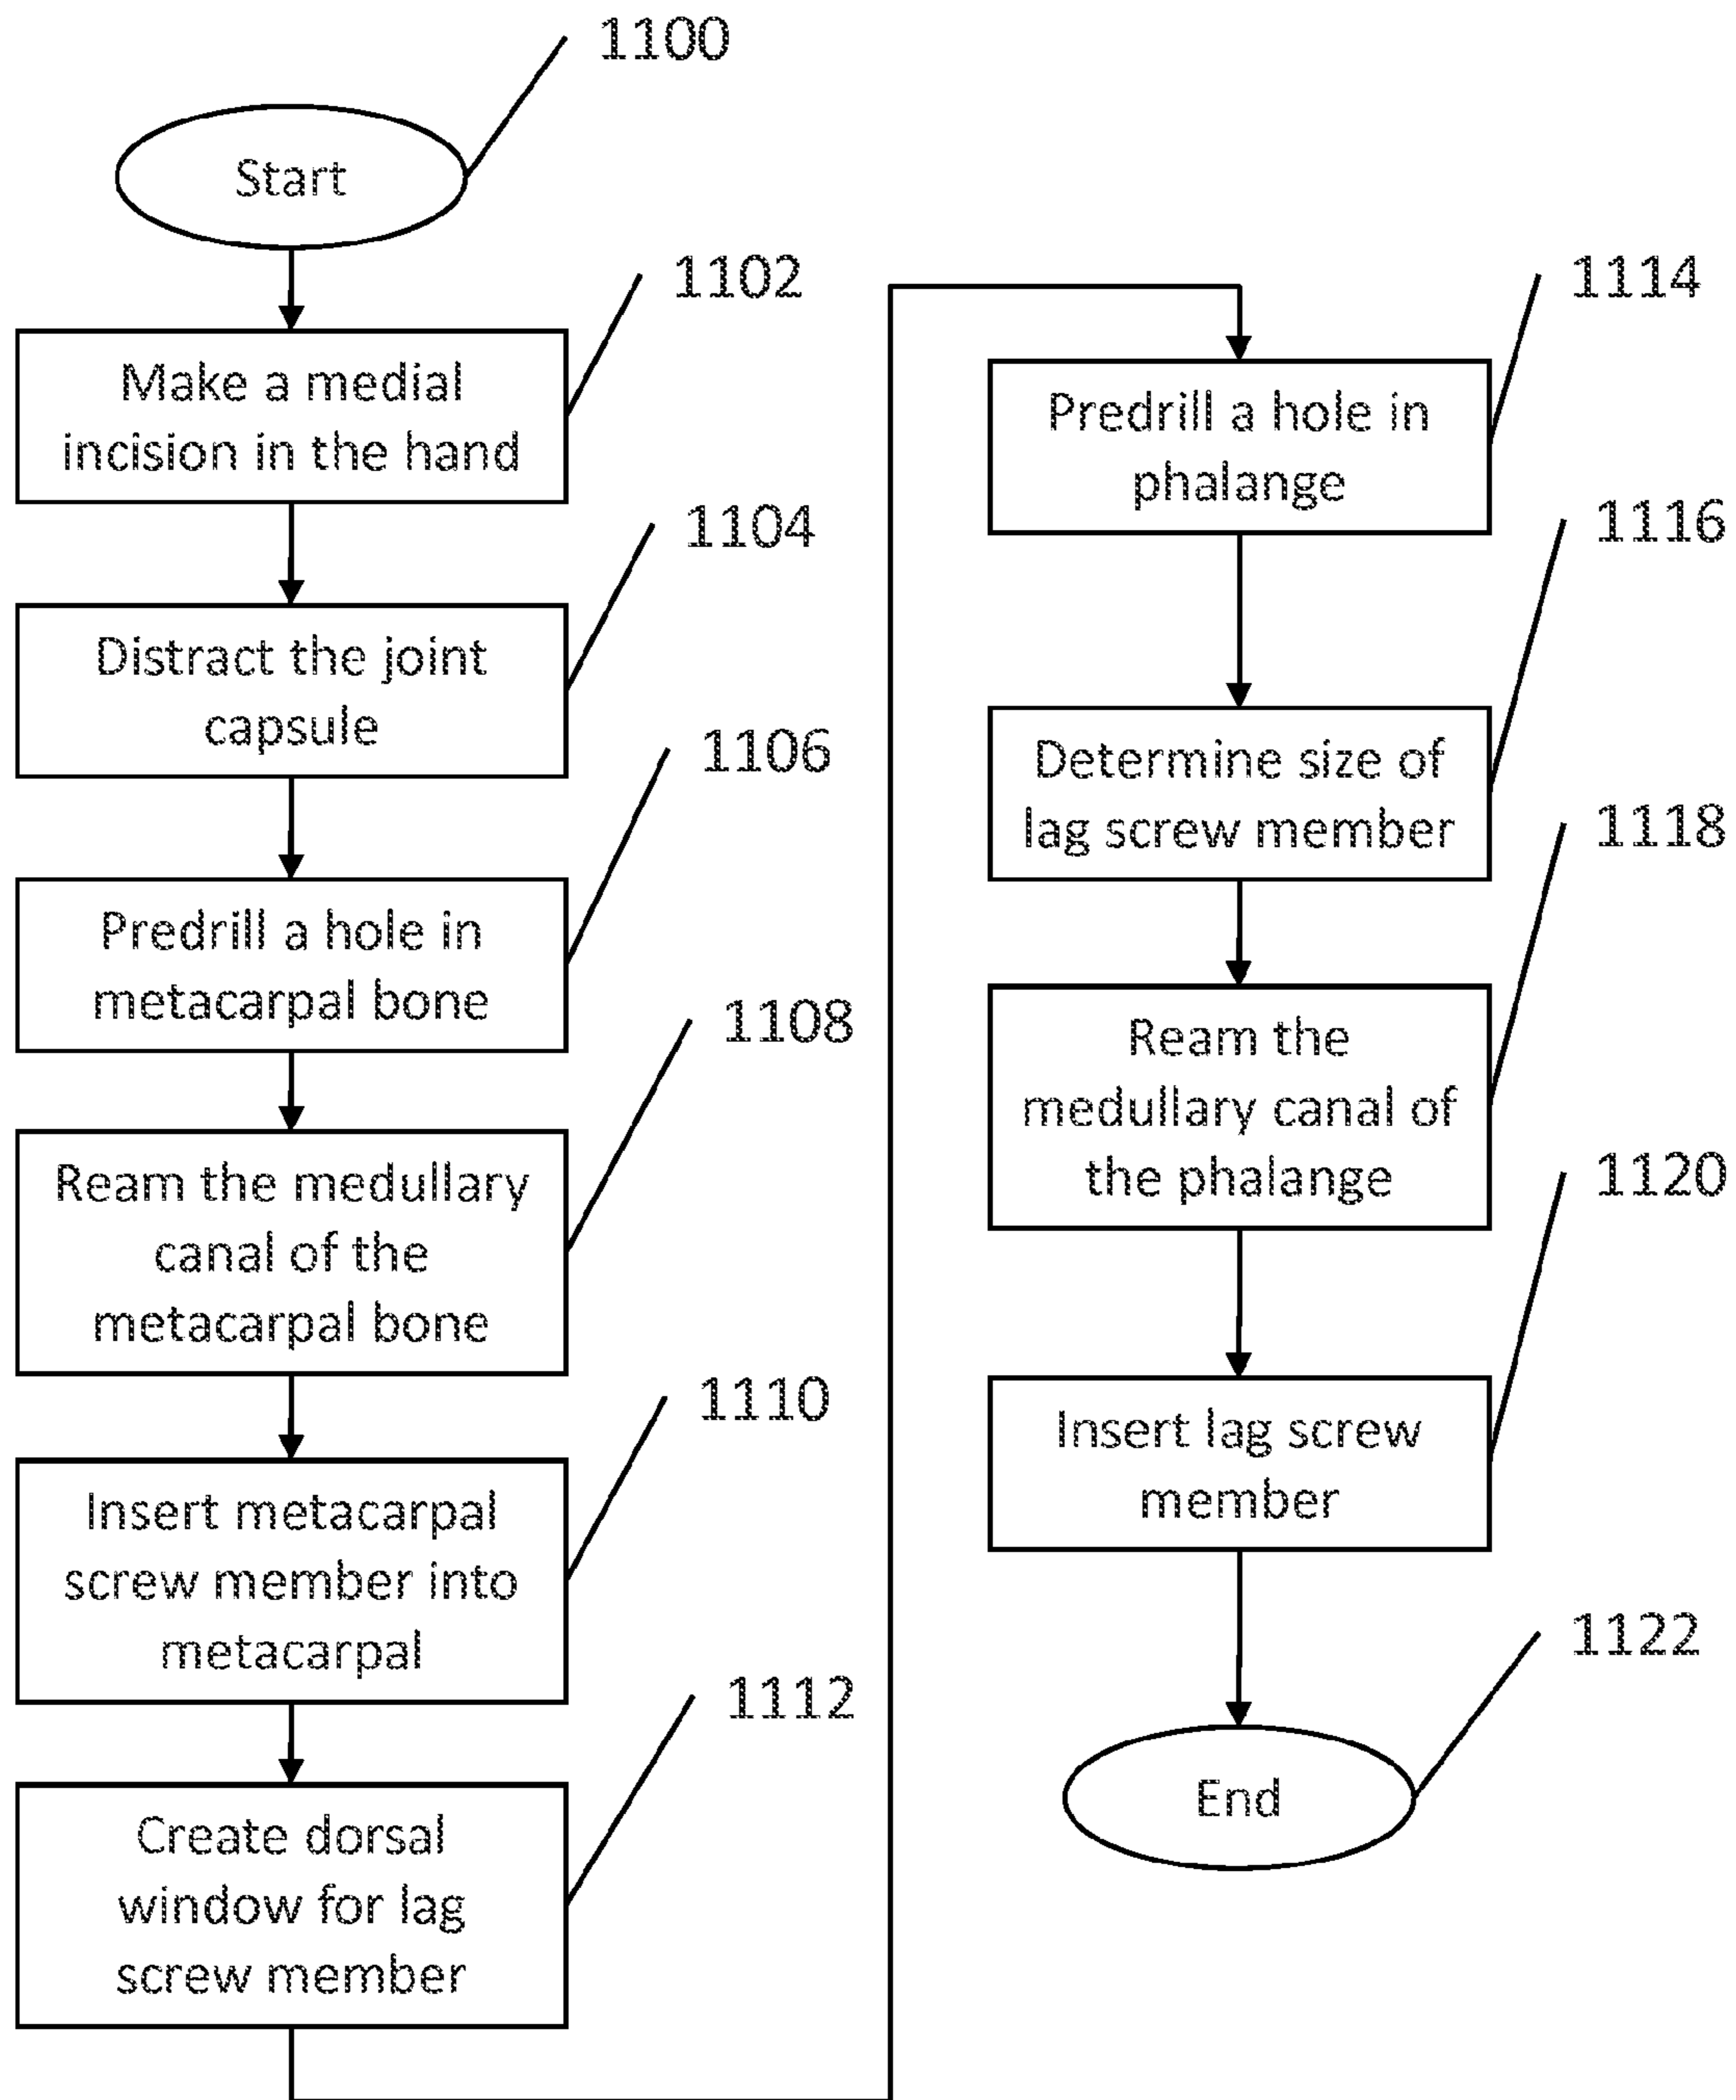 1100
Start
1102
Make a medial
incision in the hand
1104
Distract the joint
capsule
1106
Predrill a hole in
metacarpal bone
1108
Ream the medullary
canal of the
metacarpal bone
1110
Insert metacarpal
screw member into
metacarpal
1112
Create dorsal
window for lag
screw member
1114
Predrill a hole in
phalange
1116
Determine size of
lag screw member
1118
Ream the
medullary canal of
the phalange
1120
Insert lag screw
member
1122
End